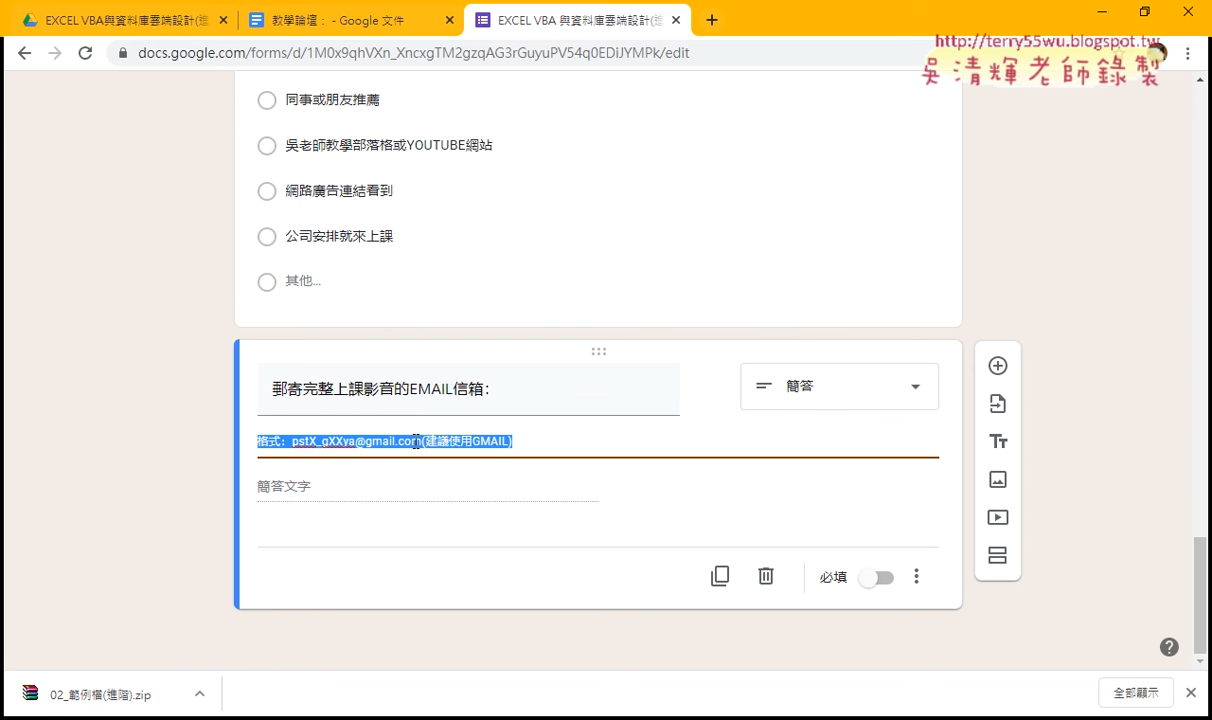 EXCEL VBA與資料庫雲端設計(進
教學論壇： - Google 文件
EXCEL VBA 與資料庫雲端設計(進
docs.google.com/forms/d/1M0x9qhVXn_XncxgTM2gzqAG3rGuyuPV54q0EDiJYMPk/edit
http://terry55wu.blogspot.tw
吳清輝老師錄製
同事或朋友推薦
吳老師教學部落格或YOUTUBE網站
網路廣告連結看到
公司安排就來上課
其他...
郵寄完整上課影音的EMAIL信箱:
簡答
格式: pstX_gXXya@gmail.com(建議使用GMAIL)
簡答文字
必填
02_範例檔(進階).zip
全部顯示